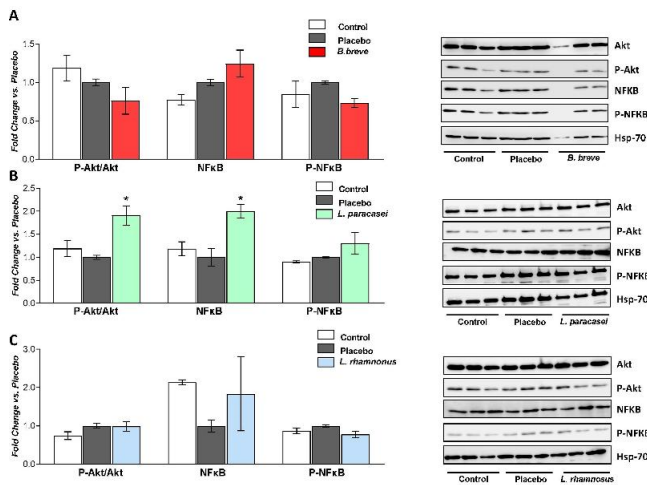 A
Control
Placebo
B.breve
Fold Change vs. Placebo
1.5
1.0
0.5
0.0
P-Akt/Akt NFκB P-NFκB
Akt
P-Akt
NFKB
P-NFKB
Hsp-70
Control Placebo B. breve
B
Control
Placebo
L. paracasei
Fold Change vs. Placebo
2.0
1.5
1.0
0.5
0.0
* *
P-Akt/Akt NFκB P-NFκB
Akt
P-Akt
NFKB
P-NFKB
Hsp-70
Control Placebo L. paracasei
C
Control
Placebo
L. rhamnonus
Fold Change vs. Placebo
3.0
2.0
1.0
0.0
P-Akt/Akt NFκB P-NFκB
Akt
P-Akt
NFKB
P-NFKB
Hsp-70
Control Placebo L. rhamnosus